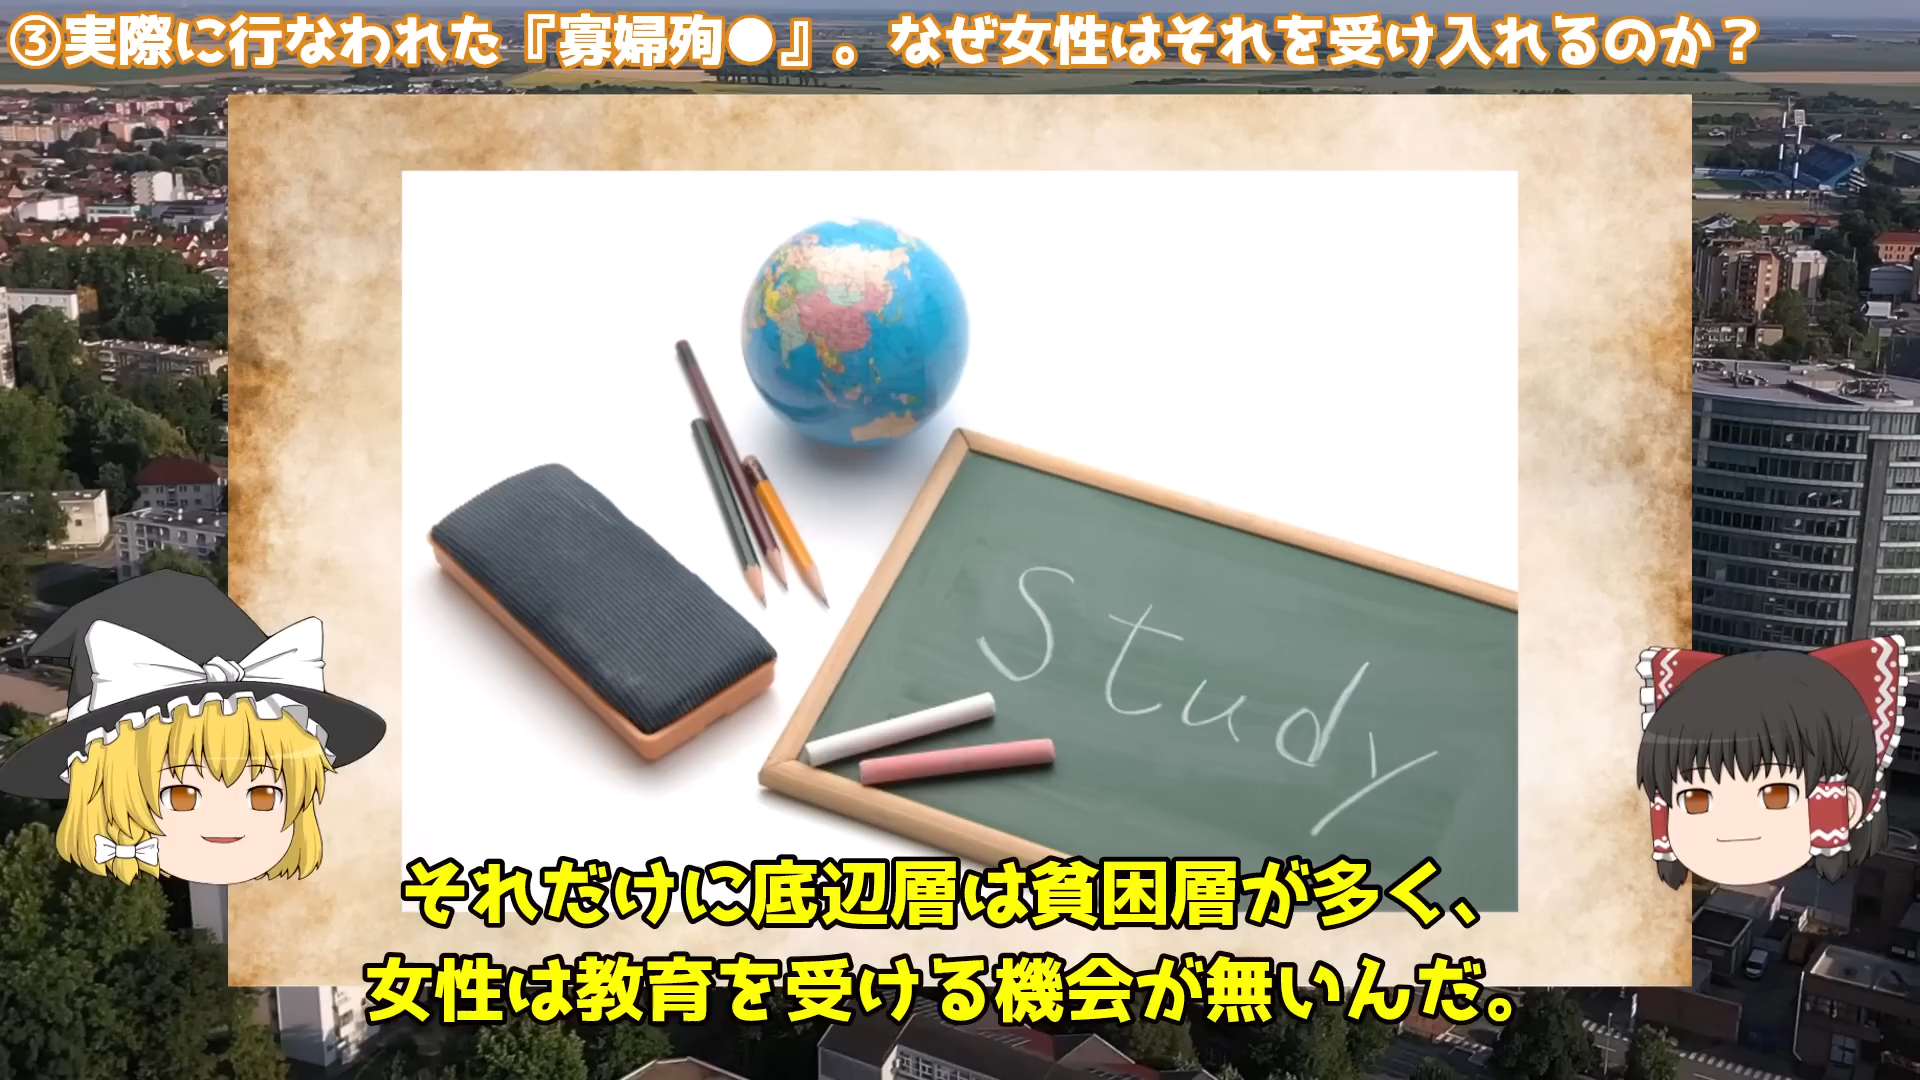 ③実際に行なわれた『寡婦殉●』。なぜ女性はそれを受け入れるのか？
Study
それだけに底辺層は貧困層が多く、
女性は教育を受ける機会が無いんだ。